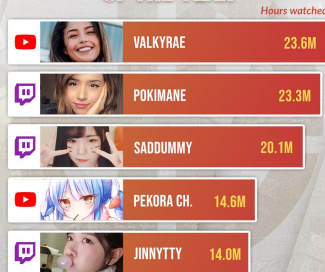 Hours watched
VALKYRAE 23.6M
POKIMANE 23.3M
SADDUMMY 20.1M
PEKORA CH. 14.6M
JINNYTTY 14.0M